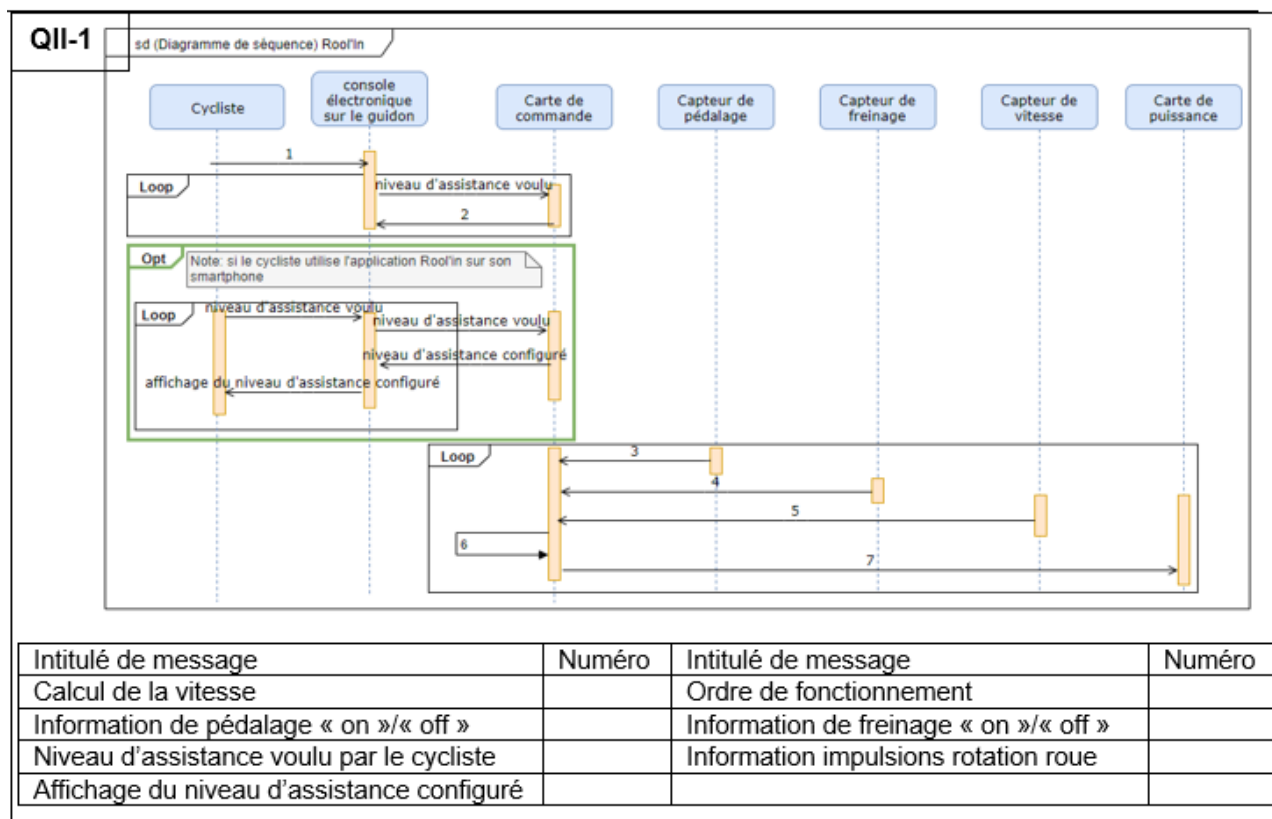 QII-1
sd (Diagramme de séquence) Rool'In
Cycliste
console
électronique
sur le guidon
Carte de
commande
Capteur de
pédalage
Capteur de
freinage
Capteur de
vitesse
Carte de
puissance
1
Loop
niveau d'assistance voulu
2
Opt
Note: si le cycliste utilise l'application Rool'in sur son
smartphone
Loop
niveau d'assistance voulu
niveau d'assistance voulu
niveau d'assistance configuré
affichage du niveau d'assistance configuré
Loop
3
4
5
6
7
Intitulé de message Numéro Intitulé de message Numéro
Calcul de la vitesse Ordre de fonctionnement
Information de pédalage « on »/« off » Information de freinage « on »/« off »
Niveau d'assistance voulu par le cycliste Information impulsions rotation roue
Affichage du niveau d'assistance configuré